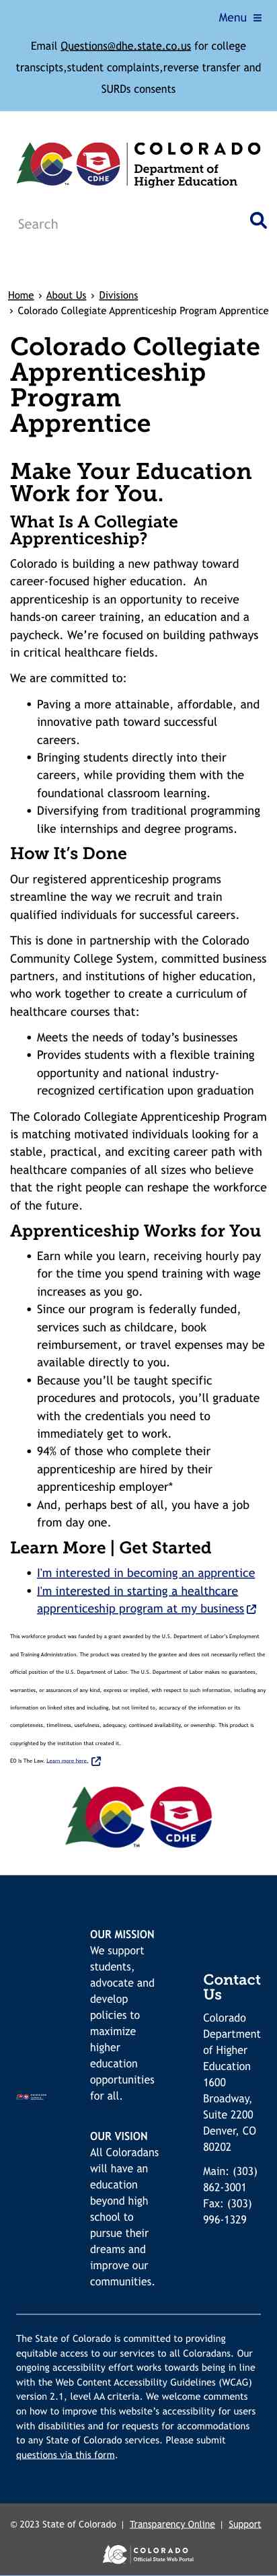 Menu ≡
Email Questions@dhe.state.co.us for college
transcipts,student complaints,reverse transfer and
SURDs consents
C
CDHE
COLORADO
Department of
Higher Education
Search
Home › About Us › Divisions
› Colorado Collegiate Apprenticeship Program Apprentice
Colorado Collegiate
Apprenticeship
Program
Apprentice
Make Your Education
Work for You.
What Is A Collegiate
Apprenticeship?
Colorado is building a new pathway toward
career-focused higher education.  An
apprenticeship is an opportunity to receive
hands-on career training, an education and a
paycheck. We’re focused on building pathways
in critical healthcare fields.
We are committed to:
• Paving a more attainable, affordable, and
innovative path toward successful
careers.
• Bringing students directly into their
careers, while providing them with the
foundational classroom learning.
• Diversifying from traditional programming
like internships and degree programs.
How It’s Done
Our registered apprenticeship programs
streamline the way we recruit and train
qualified individuals for successful careers.
This is done in partnership with the Colorado
Community College System, committed business
partners, and institutions of higher education,
who work together to create a curriculum of
healthcare courses that:
• Meets the needs of today’s businesses
• Provides students with a flexible training
opportunity and national industry-
recognized certification upon graduation
The Colorado Collegiate Apprenticeship Program
is matching motivated individuals looking for a
stable, practical, and exciting career path with
healthcare companies of all sizes who believe
that the right people can reshape the workforce
of the future.
Apprenticeship Works for You
• Earn while you learn, receiving hourly pay
for the time you spend training with wage
increases as you go.
• Since our program is federally funded,
services such as childcare, book
reimbursement, or travel expenses may be
available directly to you.
• Because you’ll be taught specific
procedures and protocols, you’ll graduate
with the credentials you need to
immediately get to work.
• 94% of those who complete their
apprenticeship are hired by their
apprenticeship employer*
• And, perhaps best of all, you have a job
from day one.
Learn More | Get Started
• I'm interested in becoming an apprentice
• I'm interested in starting a healthcare
apprenticeship program at my business
This workforce product was funded by a grant awarded by the U.S. Department of Labor’s Employment
and Training Administration. The product was created by the grantee and does not necessarily reflect the
official position of the U.S. Department of Labor. The U.S. Department of Labor makes no guarantees,
warranties, or assurances of any kind, express or implied, with respect to such information, including any
information on linked sites and including, but not limited to, accuracy of the information or its
completeness, timeliness, usefulness, adequacy, continued availability, or ownership. This product is
copyrighted by the institution that created it.
EO is The Law. Learn more here.
CDHE
OUR MISSION
We support
students,
advocate and
develop
policies to
maximize
higher
education
opportunities
for all.
OUR VISION
All Coloradans
will have an
education
beyond high
school to
pursue their
dreams and
improve our
communities.
Contact
Us
Colorado
Department
of Higher
Education
1600
Broadway,
Suite 2200
Denver, CO
80202
Main: (303)
862-3001
Fax: (303)
996-1329
The State of Colorado is committed to providing
equitable access to our services to all Coloradans. Our
ongoing accessibility effort works towards being in line
with the Web Content Accessibility Guidelines (WCAG)
version 2.1, level AA criteria. We welcome comments
on how to improve this website’s accessibility for users
with disabilities and for requests for accommodations
to any State of Colorado services. Please submit
questions via this form.
© 2023 State of Colorado | Transparency Online | Support
COLORADO
Official State Web Portal